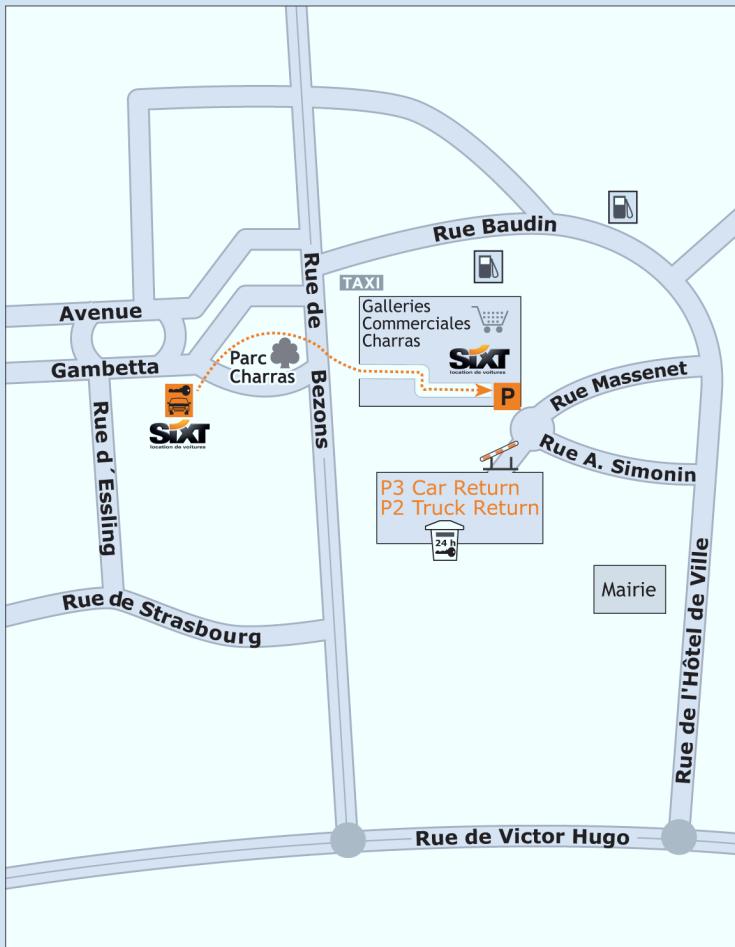 Rue Baudin
TAXI
Rue de Bezons
Avenue
Gambetta
Galleries
Commerciales
Charras
SiXT
location de voitures
P
Parc
Charras
SiXT
location de voitures
Rue Massenet
Rue A. Simonin
Rue d´Essling
P3 Car Return
P2 Truck Return
24 h
Mairie
Rue de Strasbourg
Rue de l'Hôtel de Ville
Rue de Victor Hugo